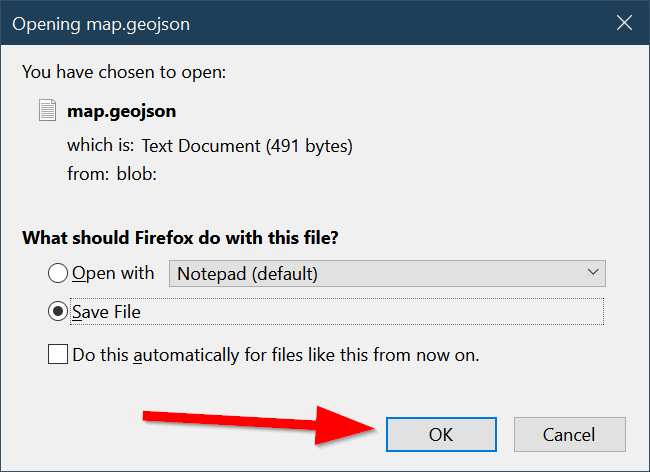 Opening map.geojson
You have chosen to open:
map.geojson
which is: Text Document (491 bytes)
from: blob:
What should Firefox do with this file?
Open with Notepad (default)
Save File
Do this automatically for files like this from now on.
OK Cancel